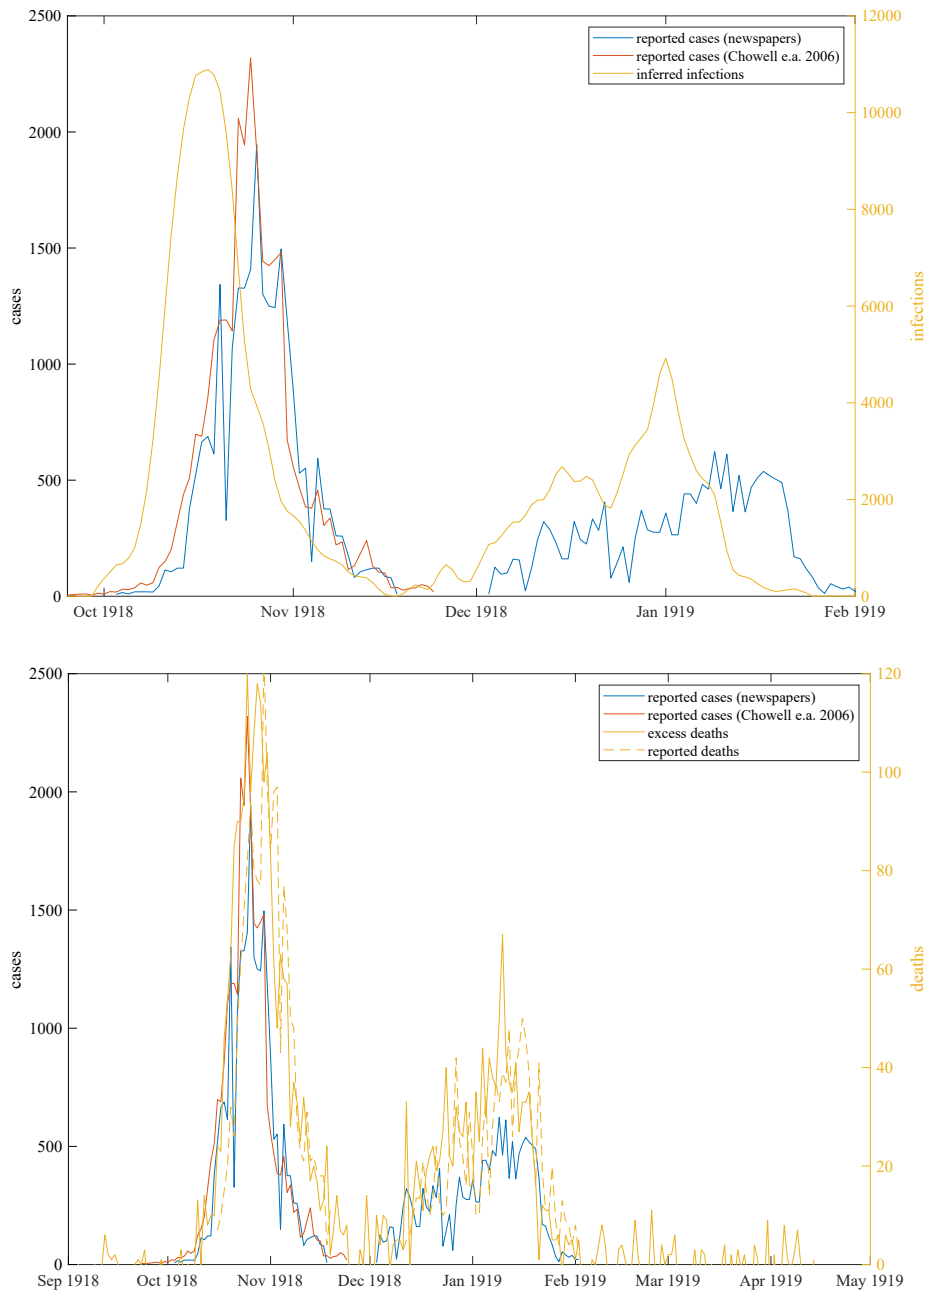 2500
2000
1500
1000
500
0
cases
12000
10000
8000
6000
4000
2000
0
infections
reported cases (newspapers)
reported cases (Chowell e.a. 2006)
inferred infections
Oct 1918
Nov 1918
Dec 1918
Jan 1919
Feb 1919
2500
2000
1500
1000
500
0
cases
120
100
80
60
40
20
0
deaths
reported cases (newspapers)
reported cases (Chowell e.a. 2006)
excess deaths
reported deaths
Sep 1918
Oct 1918
Nov 1918
Dec 1918
Jan 1919
Feb 1919
Mar 1919
Apr 1919
May 1919